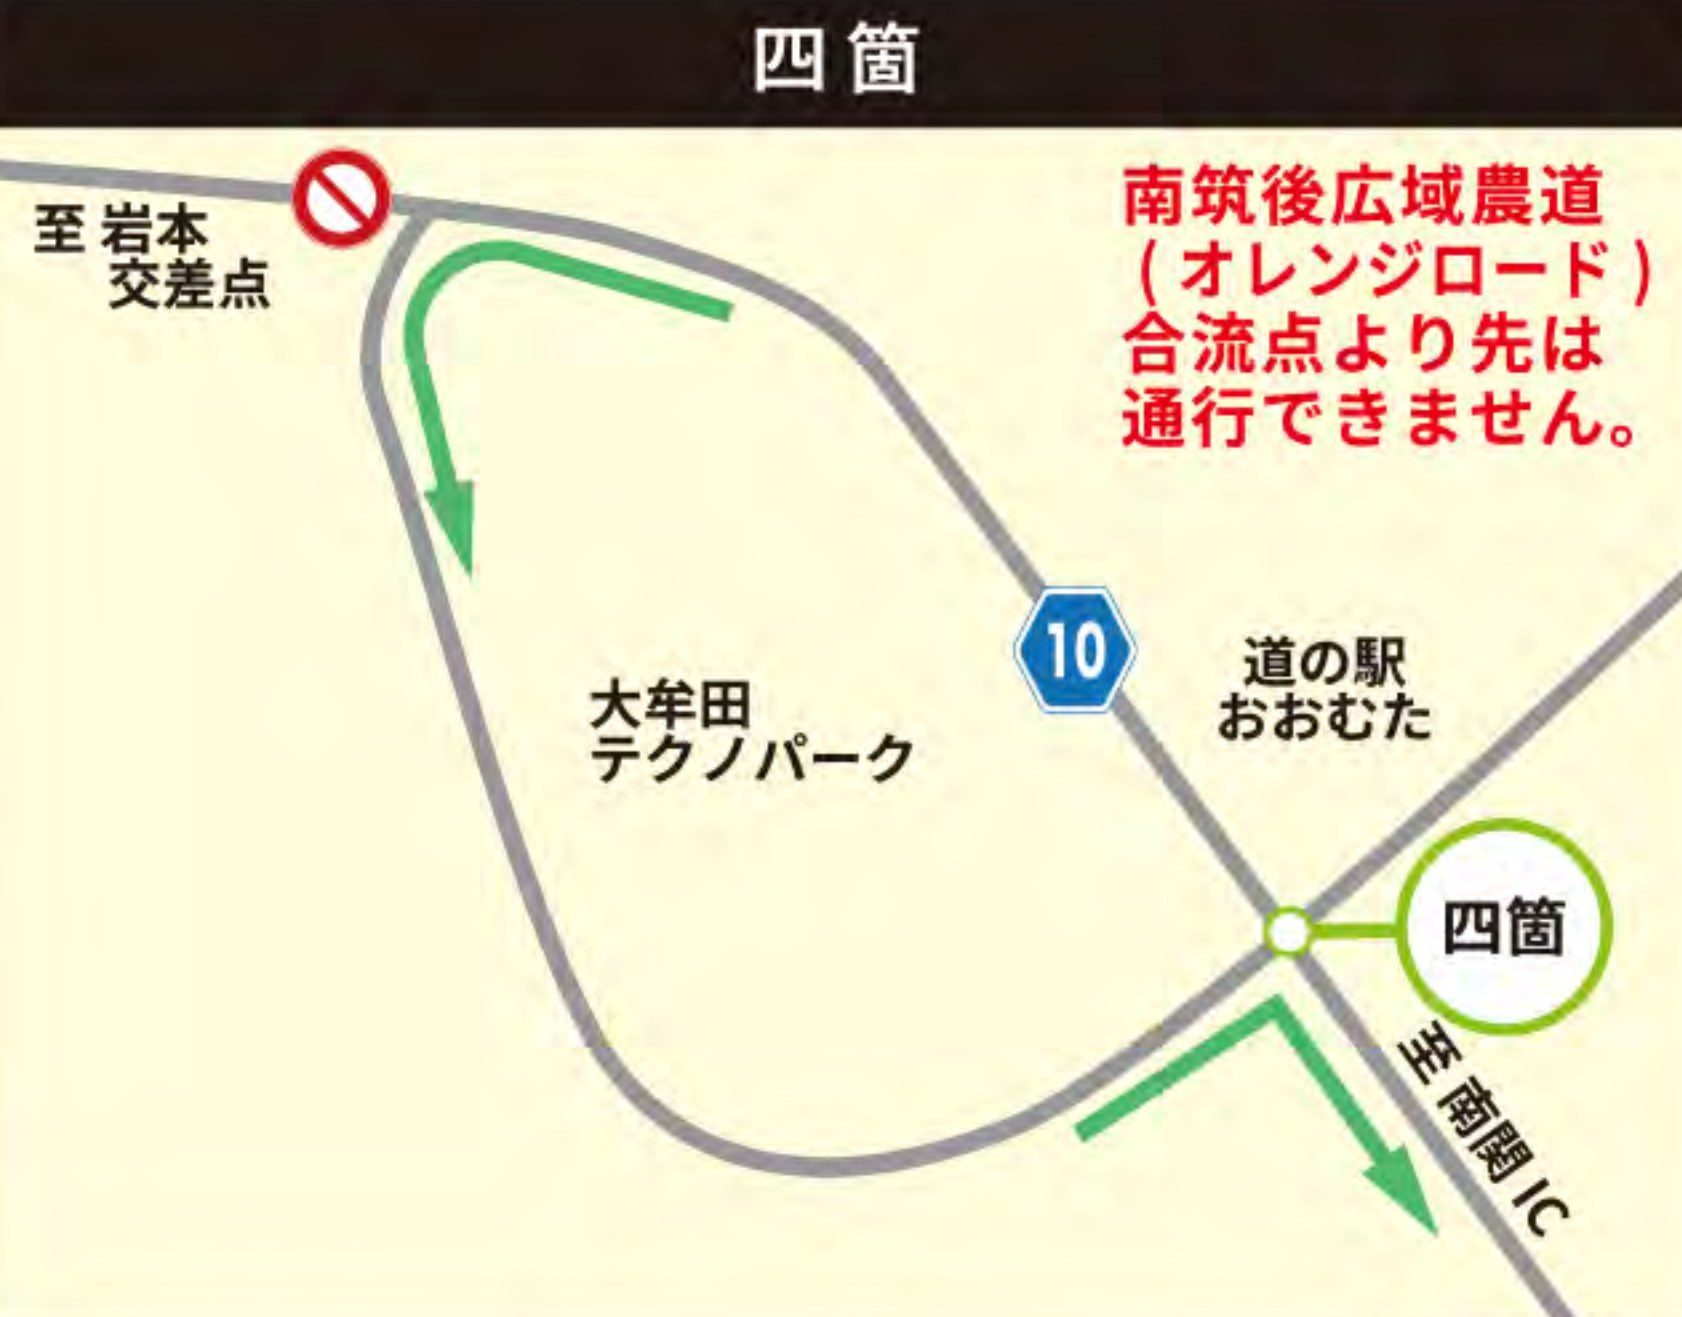 四箇
至 岩本
交差点
南筑後広域農道
(オレンジロード)
合流点より先は
通行できません。
10
道の駅
おおむた
大牟田
テクノパーク
四箇
至 南関 IC